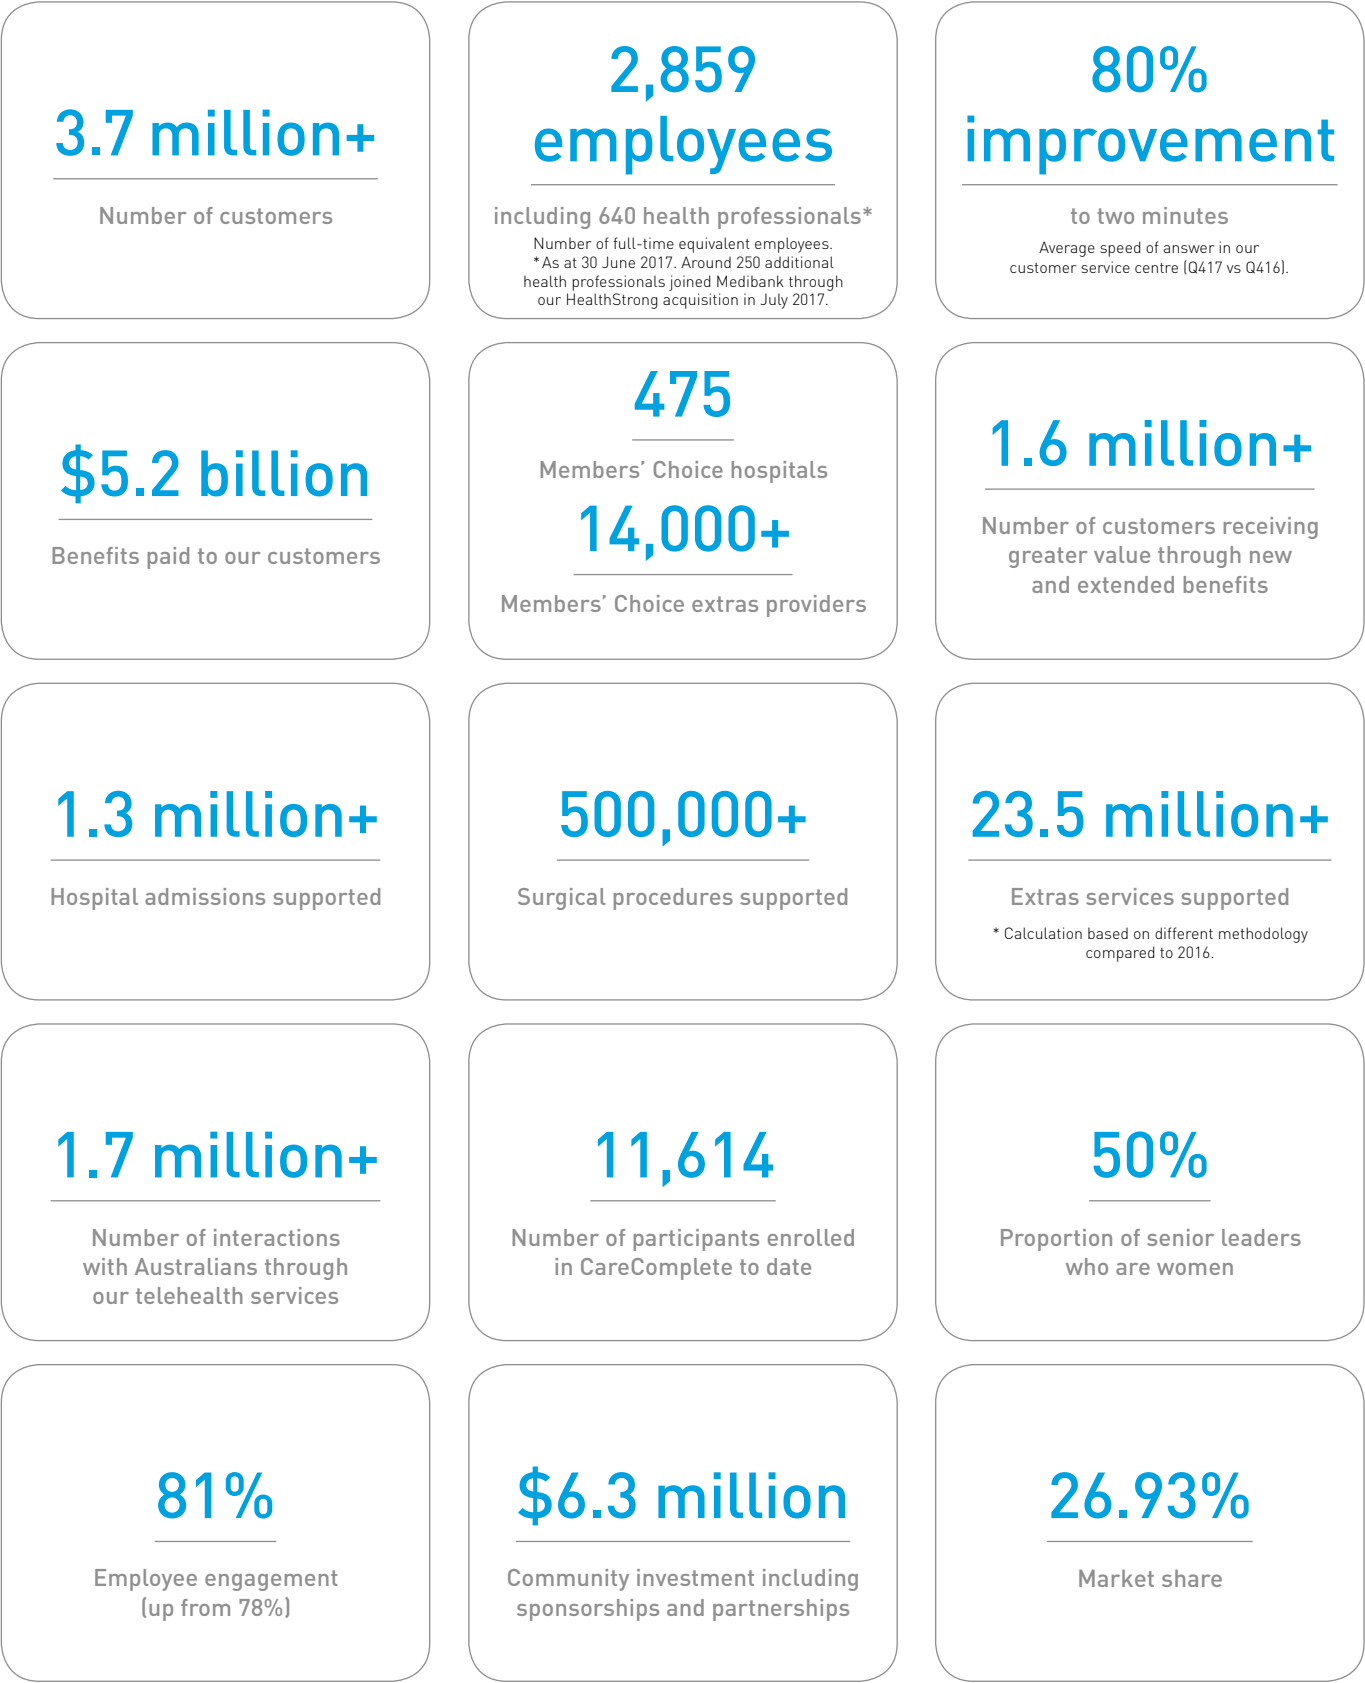 3.7 million+
Number of customers
2,859
employees
including 640 health professionals*
Number of full-time equivalent employees.
* As at 30 June 2017. Around 250 additional
health professionals joined Medibank through
our HealthStrong acquisition in July 2017.
80%
improvement
to two minutes
Average speed of answer in our
customer service centre (Q417 vs Q416).
$5.2 billion
Benefits paid to our customers
475
Members’ Choice hospitals
14,000+
Members’ Choice extras providers
1.6 million+
Number of customers receiving
greater value through new
and extended benefits
1.3 million+
Hospital admissions supported
500,000+
Surgical procedures supported
23.5 million+
Extras services supported
* Calculation based on different methodology
compared to 2016.
1.7 million+
Number of interactions
with Australians through
our telehealth services
11,614
Number of participants enrolled
in CareComplete to date
50%
Proportion of senior leaders
who are women
81%
Employee engagement
(up from 78%)
$6.3 million
Community investment including
sponsorships and partnerships
26.93%
Market share